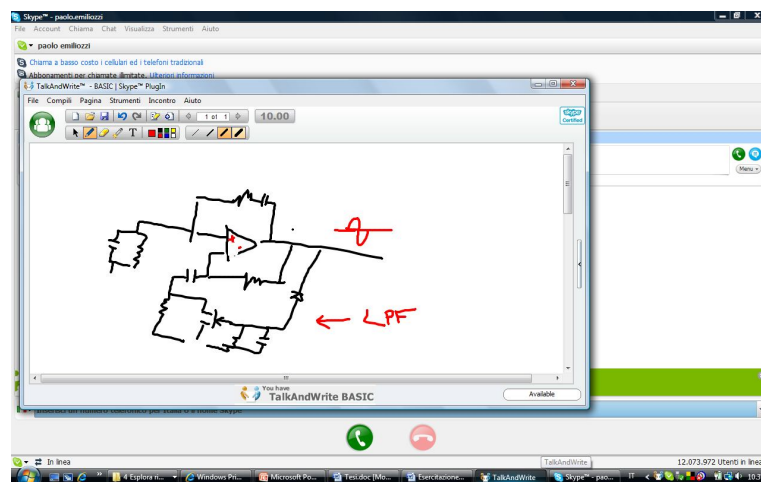 Skype™ - paolo.emiliozzi
File Account Chiama Chat Visualizza Strumenti Aiuto
paolo emiliozzi
Chiama a basso costo i cellulari ed i telefoni tradizionali
Abbonamenti per chiamate illimitate. Ulteriori informazioni
TalkAndWrite™ - BASIC | Skype™ PlugIn
File Compili Pagina Strumenti Incontro Aiuto
1 of 1
10.00
skype
Certified
T
Menu
+
-
← LPF
You have
TalkAndWrite BASIC
Available
In linea
TalkAndWrite
12.073.972 Utenti in linea
4 Esplora ri...
Windows Pri...
Microsoft Po...
Tesi.doc [Mo...
Esercitazione...
TalkAndWrite
Skype™ - pao...
IT